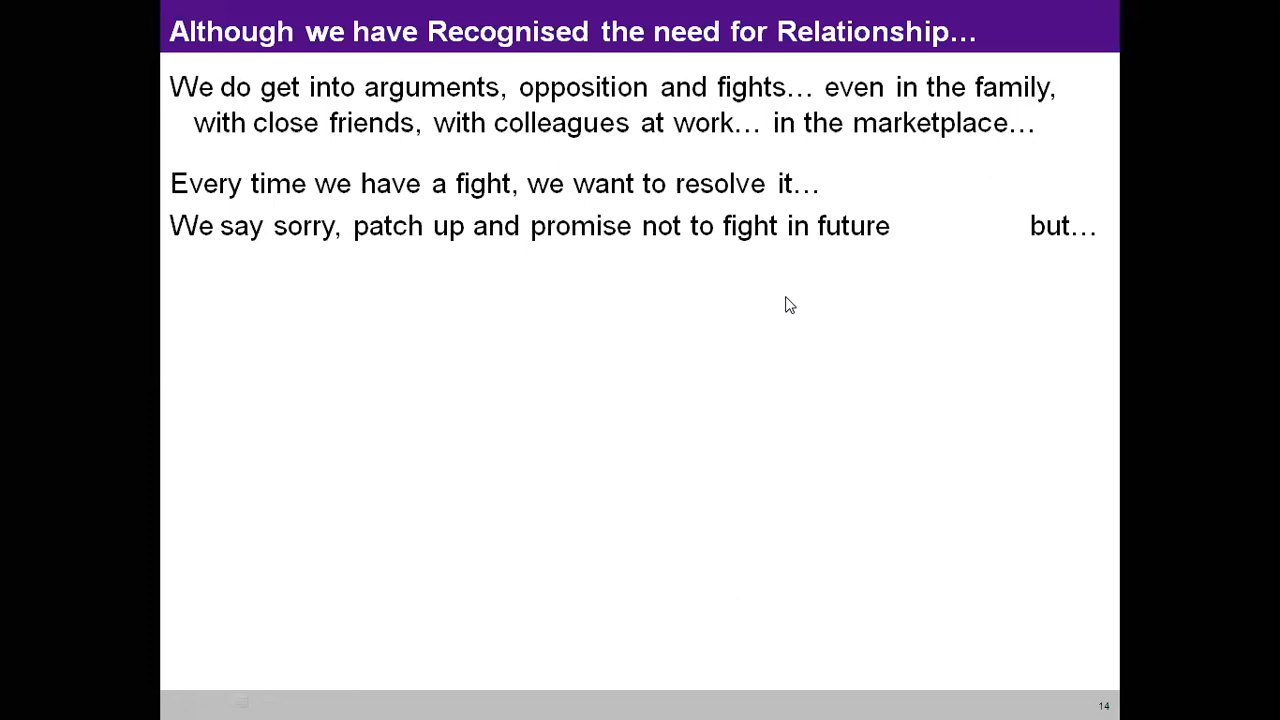 Although we have Recognised the need for Relationship…
We do get into arguments, opposition and fights… even in the family,
with close friends, with colleagues at work… in the marketplace…
Every time we have a fight, we want to resolve it…
We say sorry, patch up and promise not to fight in future but…
14